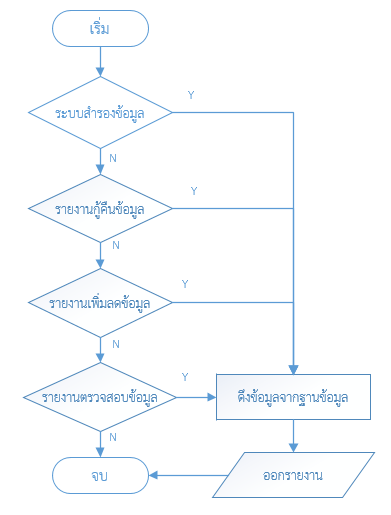 เริ่ม
Y
ระบบสำรองข้อมูล
N
Y
รายงานกู้คืนข้อมูล
N
Y
รายงานเพิ่มลดข้อมูล
N
Y
รายงานตรวจสอบข้อมูล
ดึงข้อมูลจากฐานข้อมูล
N
จบ
ออกรายงาน